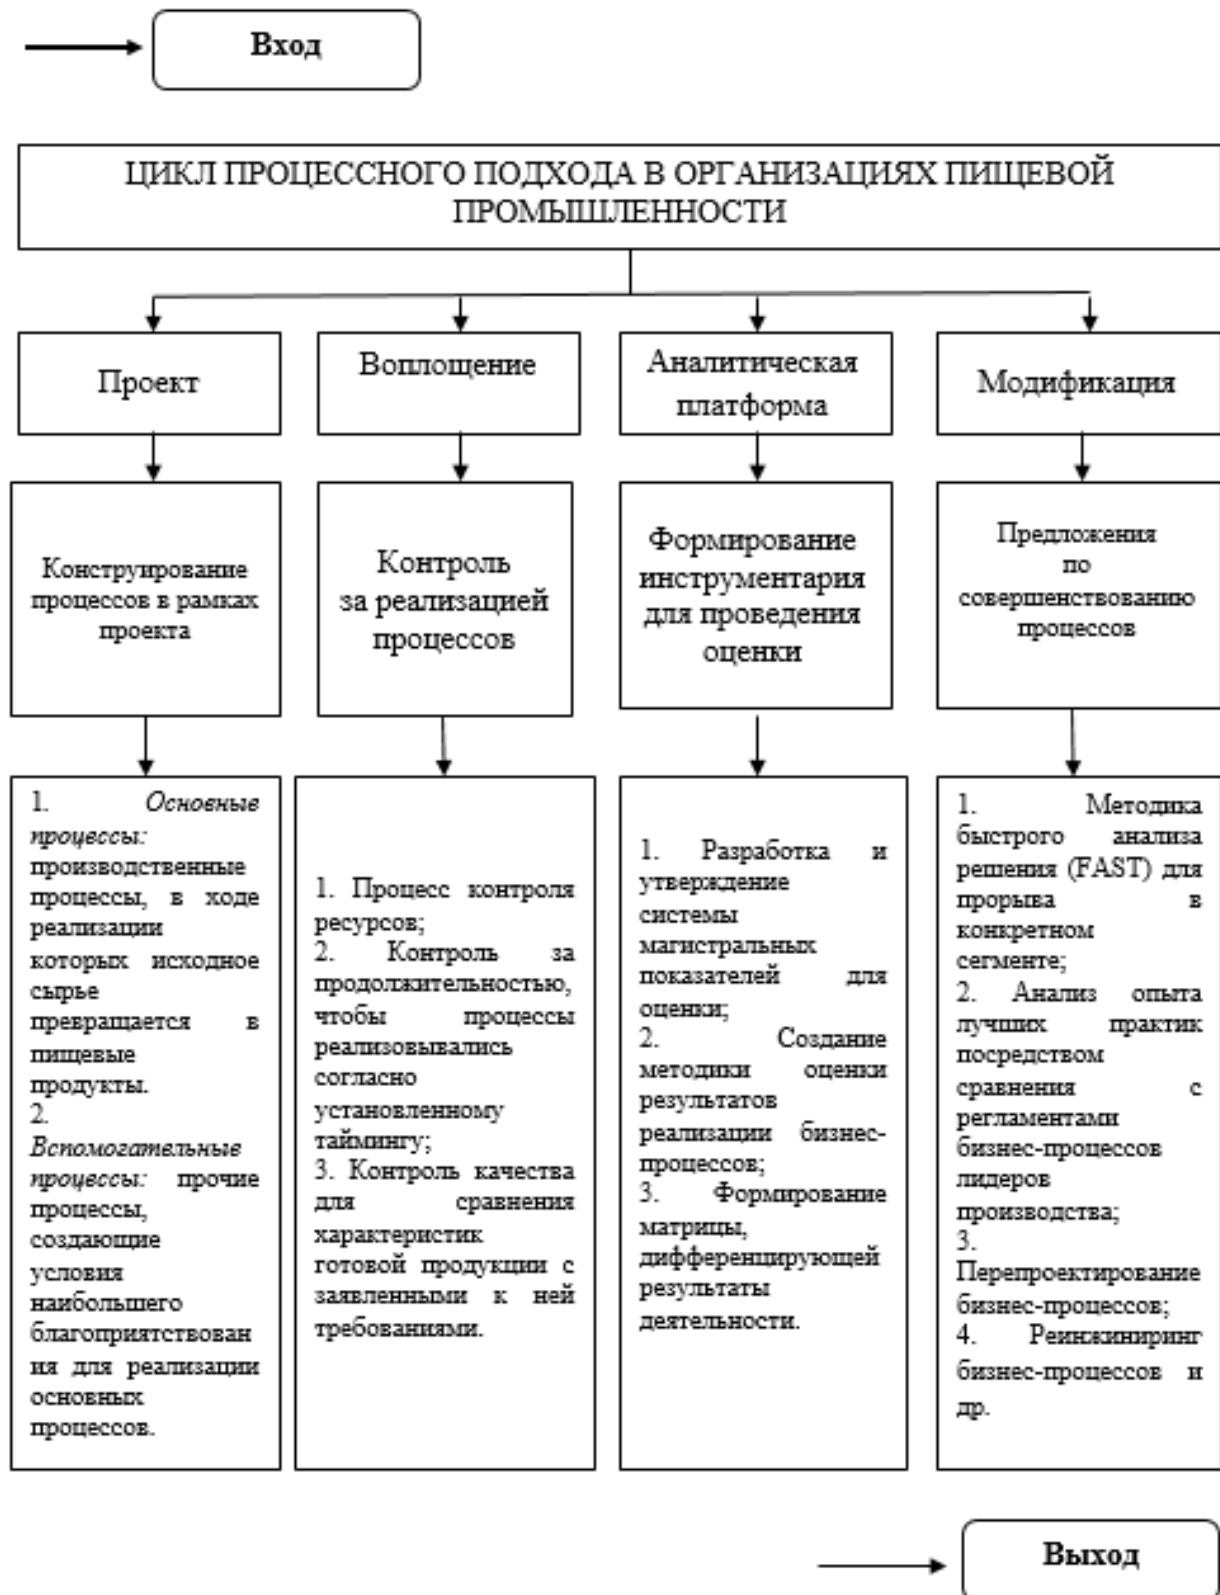 Вход
ЦИКЛ ПРОЦЕССНОГО ПОДХОДА В ОРГАНИЗАЦИЯХ ПИЩЕВОЙ
ПРОМЫШЛЕННОСТИ
Проект
Воплощение
Аналитическая
платформа
Модификация
Конструирование
процессов в рамках
проекта
Контроль
за реализацией
процессов
Формирование
инструментария
для проведения
оценки
Предложения
по
совершенствованию
процессов
1. Основные
процессы:
производственные
процессы, в ходе
реализации
которых исходное
сырье
превращается в
пищевые
продукты.
2.
Вспомогательные
процессы: прочие
процессы,
создающие
условия
наибольшего
благоприятствован
ия для реализации
основных
процессов.
1. Процесс контроля
ресурсов;
2. Контроль за
продолжительностью,
чтобы процессы
реализовывались
согласно
установленному
таймингу;
3. Контроль качества
для сравнения
характеристик
готовой продукции с
заявленными к ней
требованиями.
1. Разработка и
утверждение
системы
магистральных
показателей для
оценки;
2. Создание
методики оценки
результатов
реализации бизнес-
процессов;
3. Формирование
матрицы,
дифференцирующей
результаты
деятельности.
1. Методика
быстрого анализа
решения (FAST) для
прорыва в
конкретном
сегменте;
2. Анализ опыта
лучших практик
посредством
сравнения с
регламентами
бизнес-процессов
лидеров
производства;
3.
Перепроектирование
бизнес-процессов;
4. Реинжиниринг
бизнес-процессов и
др.
Выход